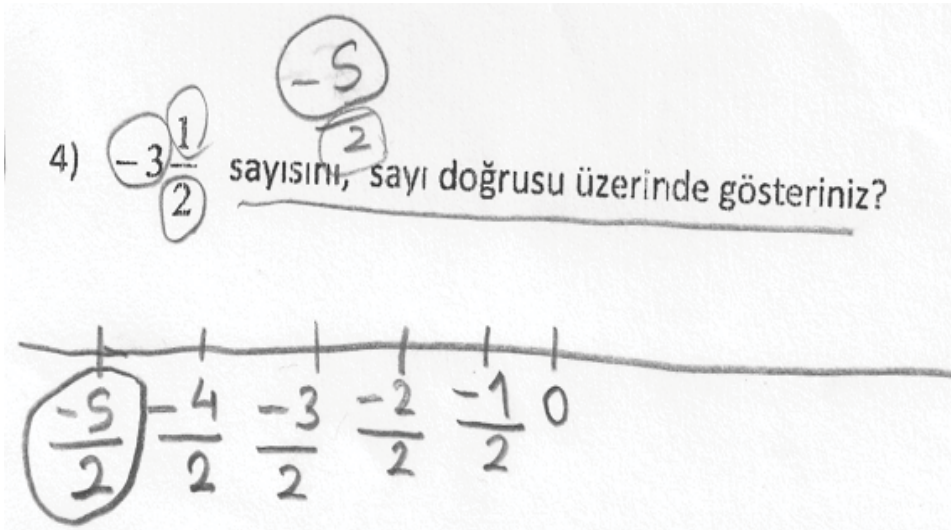 -5
2
4) -3 1/2 sayısını, sayı doğrusu üzerinde gösteriniz?
-5/2 -4/2 -3/2 -2/2 -1/2 0